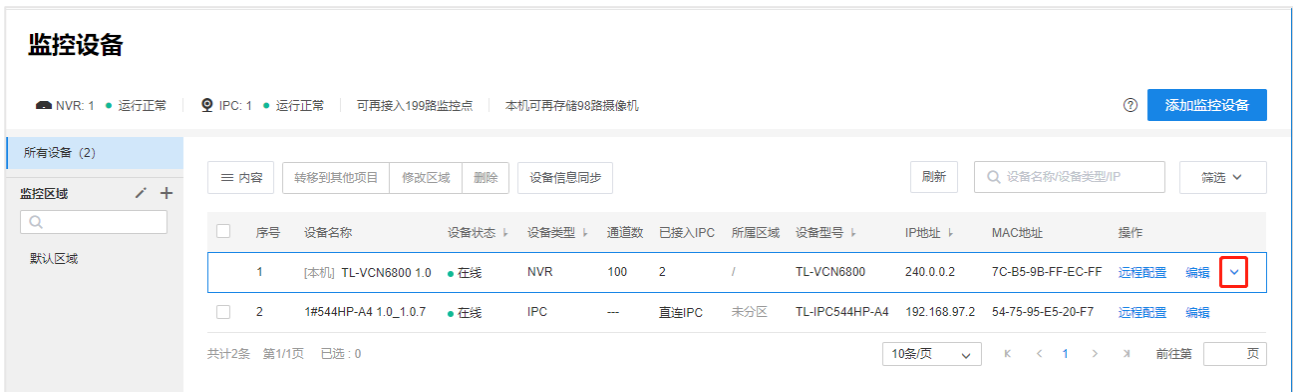 监控设备
NVR: 1 运行正常 IPC: 1 运行正常 可再接入199路监控点 本机可再存储98路摄像机 添加监控设备
所有设备 (2)
内容 转移到其他项目 修改区域 删除 设备信息同步 刷新 设备名称/设备类型/IP 筛选
监控区域
默认区域
序号 设备名称 设备状态 设备类型 通道数 已接入IPC 所属区域 设备型号 IP地址 MAC地址 操作
1 [本机] TL-VCN6800 1.0 在线 NVR 100 2 / TL-VCN6800 240.0.0.2 7C-B5-9B-FF-EC-FF 远程配置 编辑
2 1#544HP-A4 1.0_1.0.7 在线 IPC --- 直连IPC 未分区 TL-IPC544HP-A4 192.168.97.2 54-75-95-E5-20-F7 远程配置 编辑
共计2条 第1/1页 已选 : 0 10条/页 1 前往第 页